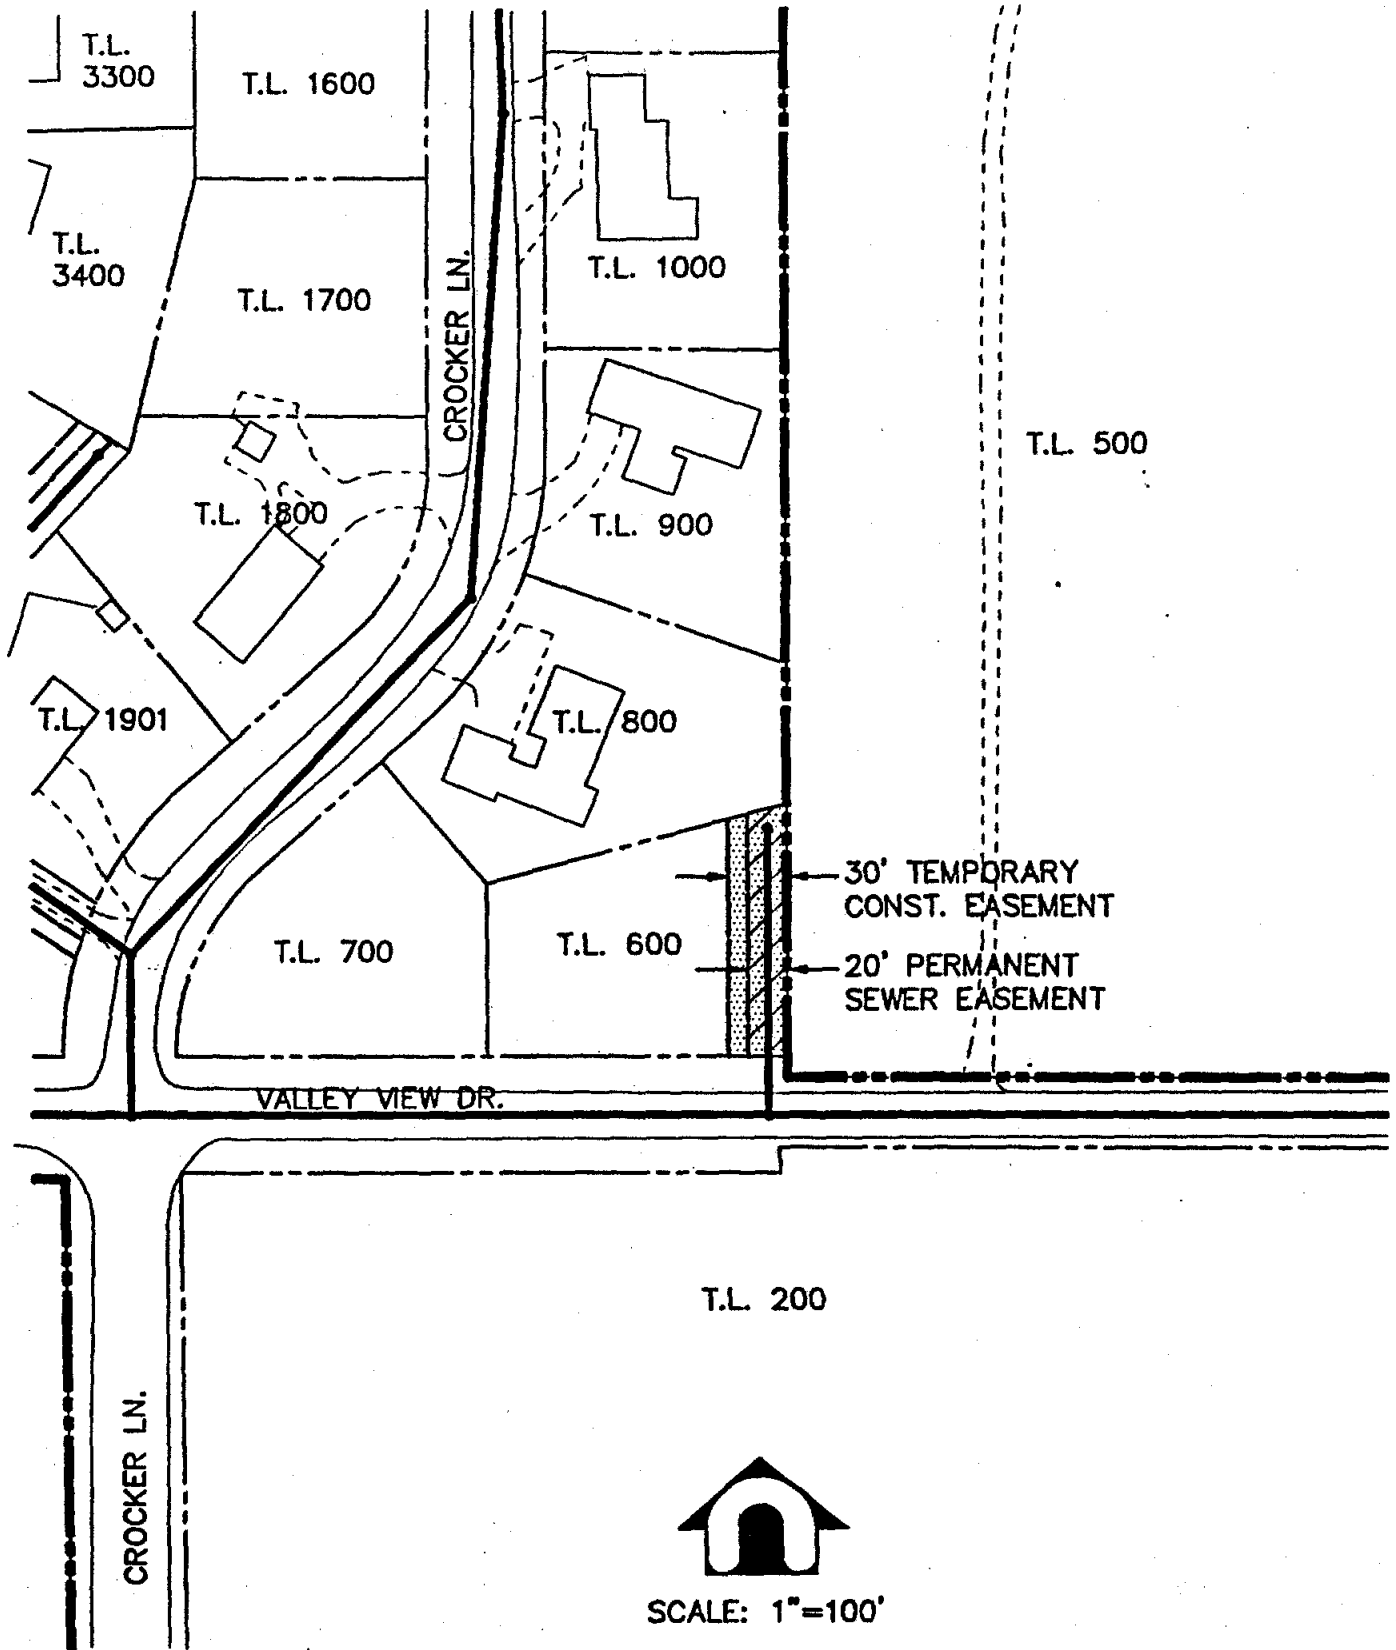 T.L.
3300
T.L. 1600
T.L.
3400
T.L. 1700
CROCKER LN.
T.L. 1000
T.L. 500
T.L. 1800
T.L. 900
T.L. 1901
T.L. 800
30' TEMPORARY
CONST. EASEMENT
T.L. 700
T.L. 600
20' PERMANENT
SEWER EASEMENT
VALLEY VIEW DR.
T.L. 200
CROCKER LN.
SCALE: 1"=100'